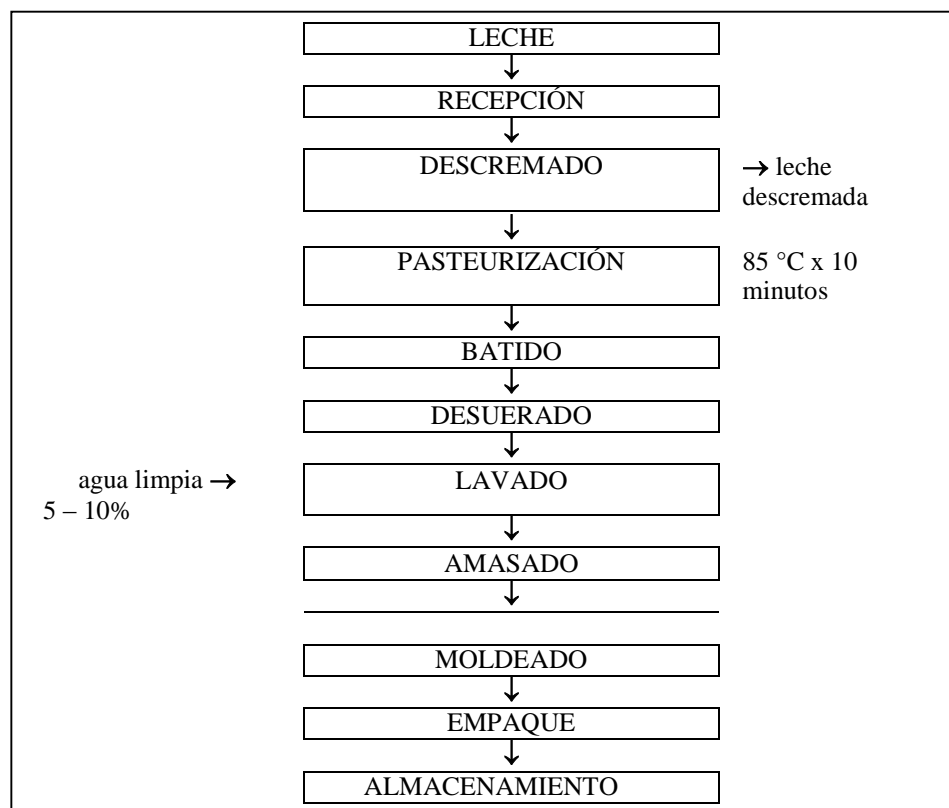 LECHE
↓
RECEPCIÓN
↓
DESCREMADO
→ leche
descremada
↓
PASTEURIZACIÓN
85 °C x 10
minutos
↓
BATIDO
↓
DESUERADO
↓
agua limpia →
5 – 10%
LAVADO
↓
AMASADO
↓
MOLDEADO
↓
EMPAQUE
↓
ALMACENAMIENTO